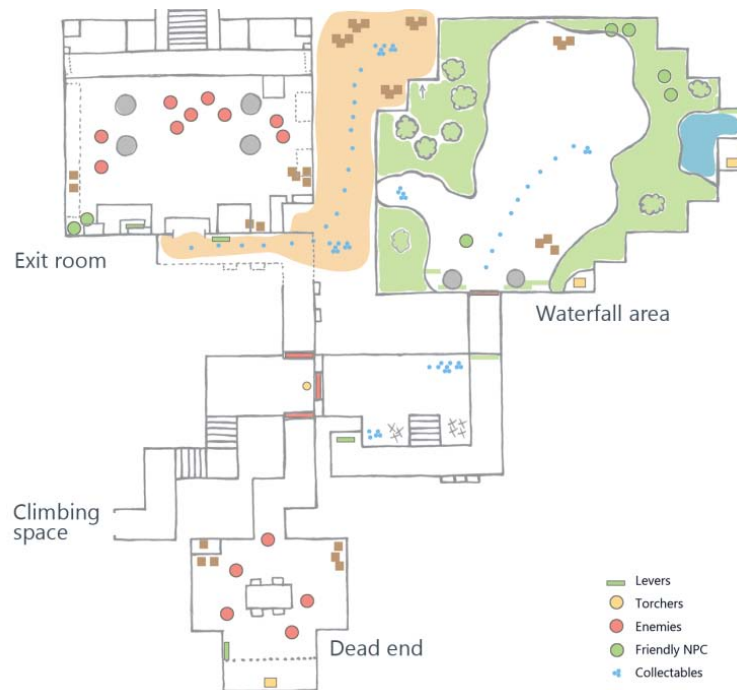 Exit room
Waterfall area
Climbing
space
Dead end
Levers
Torchers
Enemies
Friendly NPC
Collectables